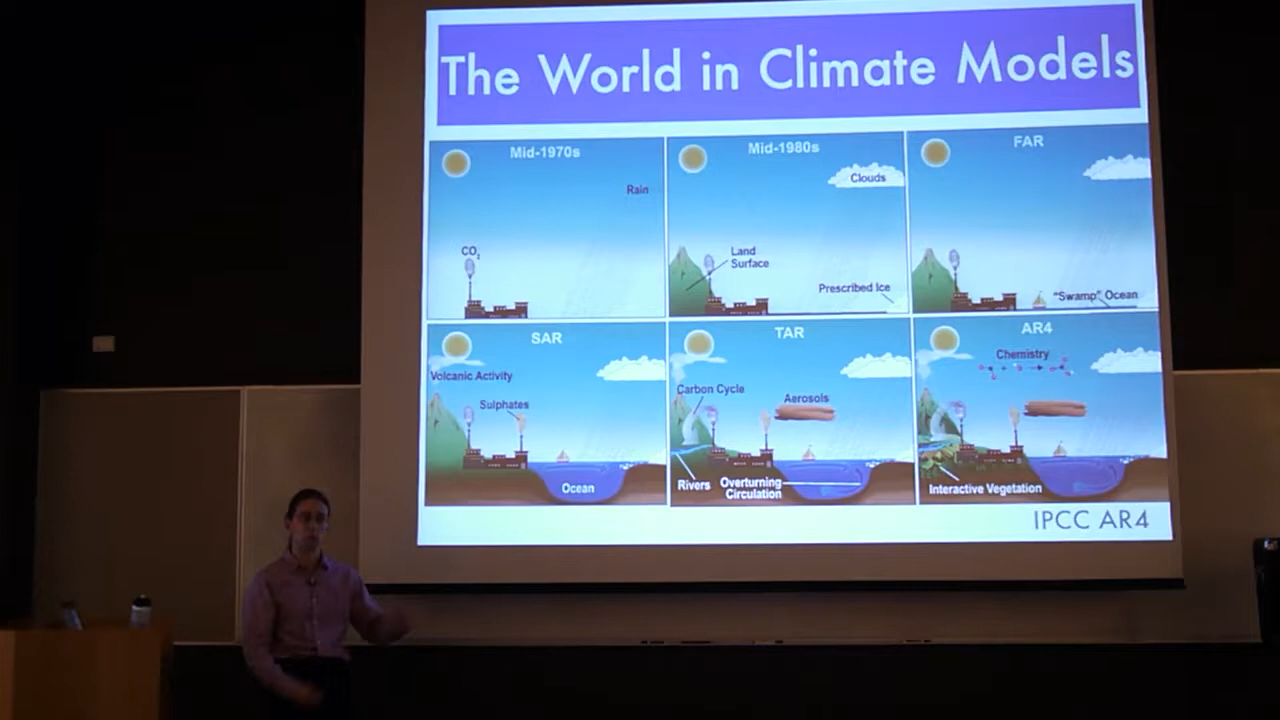 The World in Climate Models
Mid-1970s
Rain
CO₂
Mid-1980s
Clouds
Land
Surface
Prescribed Ice
FAR
"Swamp" Ocean
SAR
Volcanic Activity
Sulphates
Ocean
TAR
Carbon Cycle
Aerosols
Rivers
Overturning
Circulation
AR4
Chemistry
Interactive Vegetation
IPCC AR4